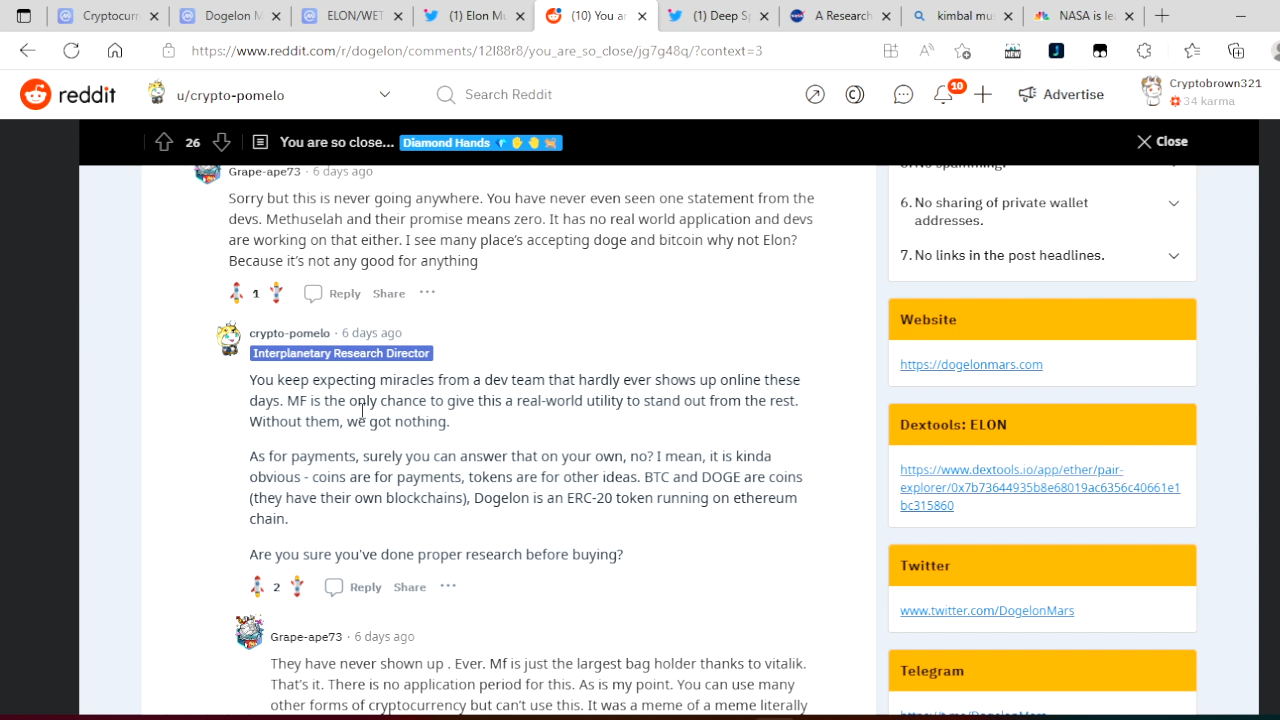 Cryptocurr
Dogelon M
ELON/WET
(1) Elon Mu
(10) You ar
(1) Deep Sp
A Research
kimbal mus
NASA is lea
https://www.reddit.com/r/dogelon/comments/12l88r8/you_are_so_close/jg7g48q/?context=3
reddit
u/crypto-pomelo
Search Reddit
10
Advertise
Cryptobrown321
34 karma
26
You are so close...
Diamond Hands
Close
Grape-ape73 · 6 days ago
Sorry but this is never going anywhere. You have never even seen one statement from the
devs. Methuselah and their promise means zero. It has no real world application and devs
are working on that either. I see many place's accepting doge and bitcoin why not Elon?
Because it's not any good for anything
1
Reply
Share
crypto-pomelo · 6 days ago
Interplanetary Research Director
You keep expecting miracles from a dev team that hardly ever shows up online these
days. MF is the only chance to give this a real-world utility to stand out from the rest.
Without them, we got nothing.
As for payments, surely you can answer that on your own, no? I mean, it is kinda
obvious - coins are for payments, tokens are for other ideas. BTC and DOGE are coins
(they have their own blockchains), Dogelon is an ERC-20 token running on ethereum
chain.
Are you sure you've done proper research before buying?
2
Reply
Share
Grape-ape73 · 6 days ago
They have never shown up . Ever. Mf is just the largest bag holder thanks to vitalik.
That's it. There is no application period for this. As is my point. You can use many
other forms of cryptocurrency but can't use this. It was a meme of a meme literally
No spamming.
6. No sharing of private wallet
addresses.
7. No links in the post headlines.
Website
https://dogelonmars.com
Dextools: ELON
https://www.dextools.io/app/ether/pair-
explorer/0x7b73644935b8e68019ac6356c40661e1
bc315860
Twitter
www.twitter.com/DogelonMars
Telegram
https://t.me/DogelonMars